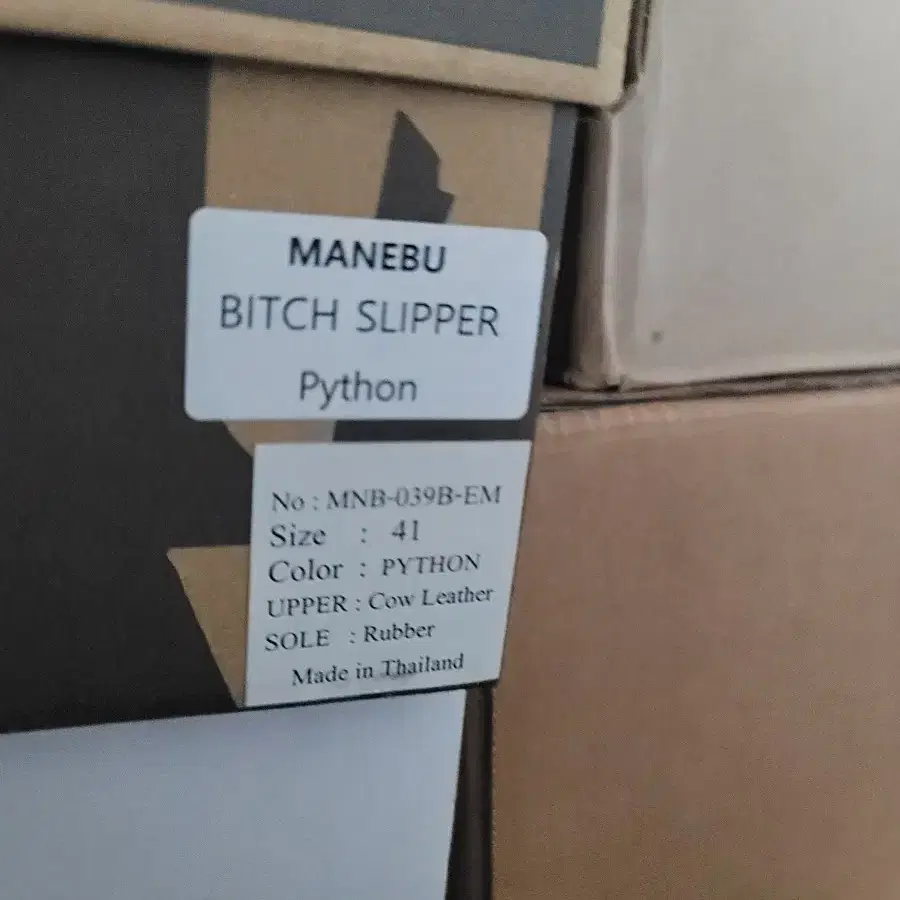 MANEBU
BITCH SLIPPER
Python
No : MNB-039B-EM
Size : 41
Color : PYTHON
UPPER : Cow Leather
SOLE : Rubber
Made in Thailand